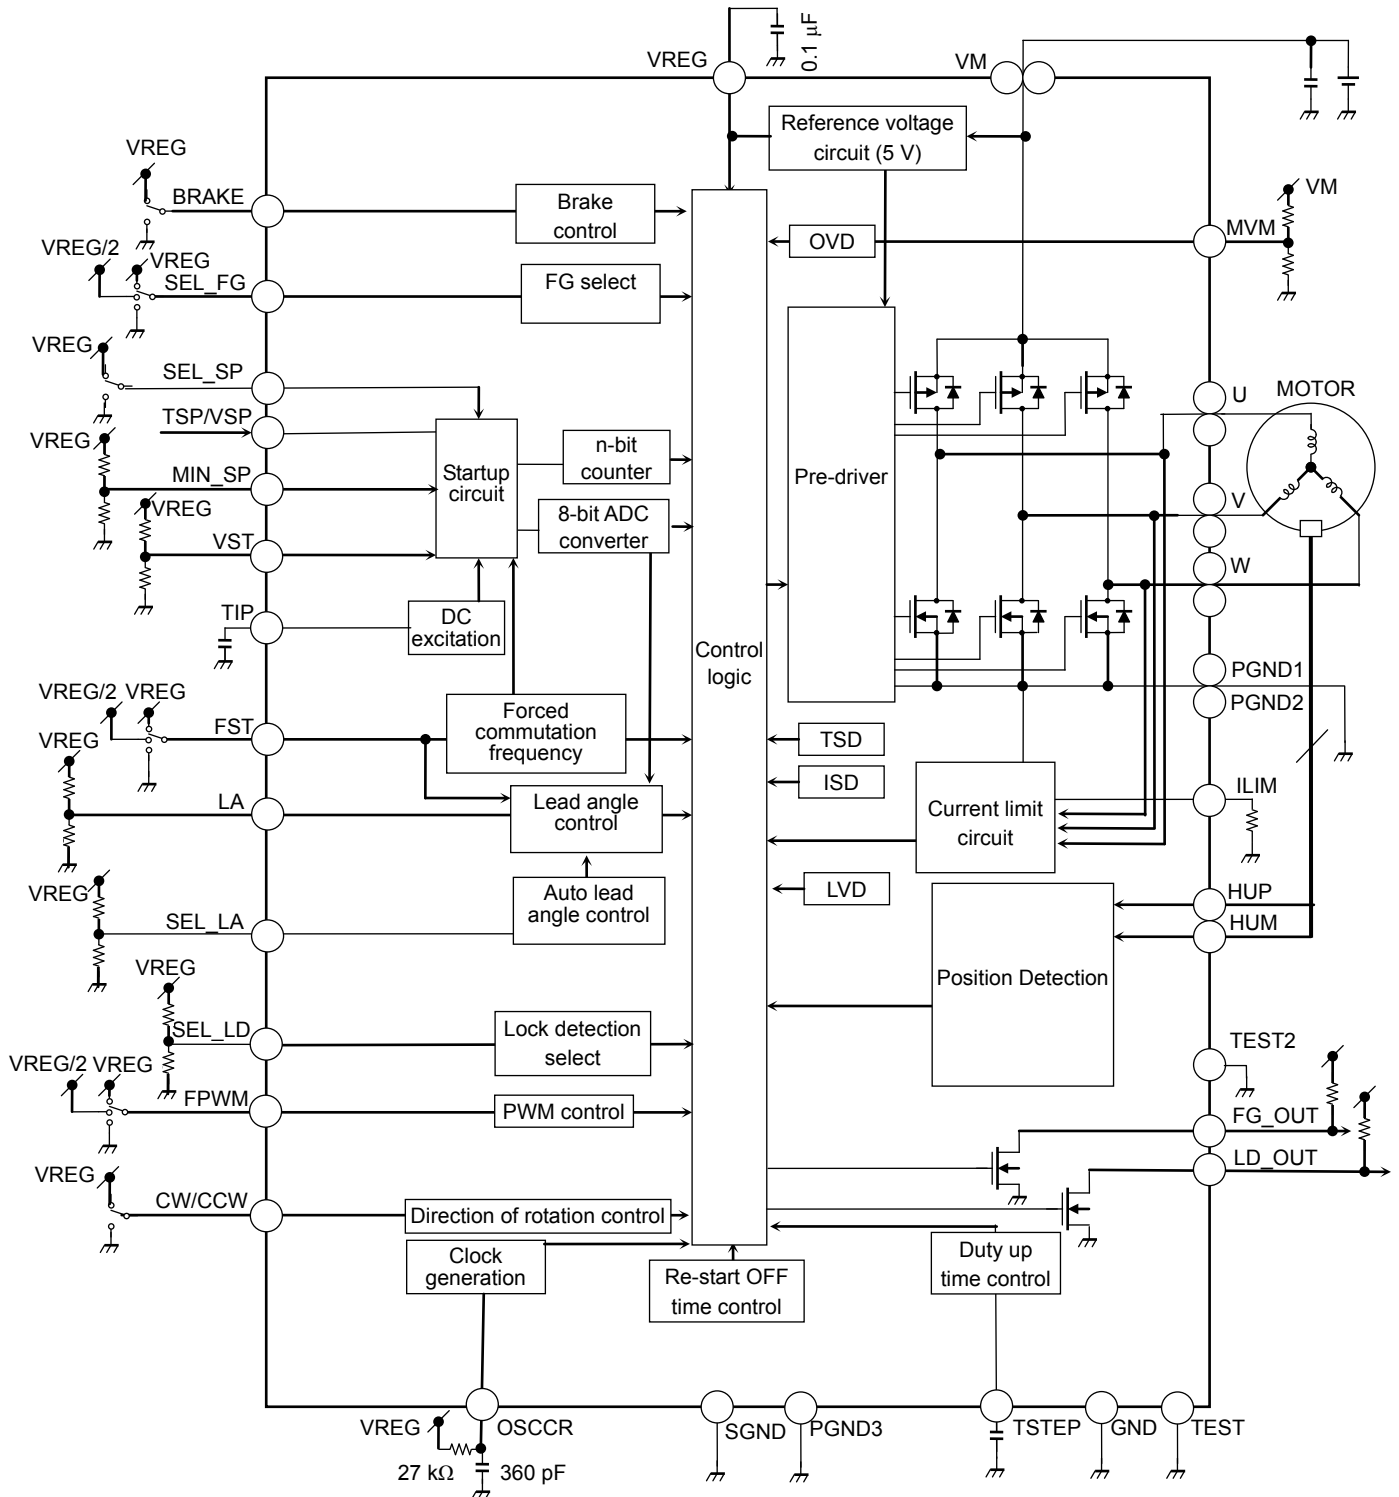 0.1 µF
VREG
VM
Reference voltage
circuit (5 V)
VREG
BRAKE
Brake
control
VM
MVM
OVD
VREG/2
VREG
SEL_FG
FG select
VREG
SEL_SP
TSP/VSP
VREG
MIN_SP
VREG
VST
Startup
circuit
n-bit
counter
8-bit ADC
converter
Pre-driver
U
MOTOR
V
W
TIP
DC
excitation
Control
logic
PGND1
PGND2
VREG/2
VREG
FST
Forced
commutation
frequency
TSD
ISD
VREG
LA
Lead angle
control
Current limit
circuit
ILIM
VREG
SEL_LA
Auto lead
angle control
LVD
HUP
HUM
Position Detection
VREG
SEL_LD
Lock detection
select
TEST2
VREG/2
VREG
FPWM
PWM control
FG_OUT
LD_OUT
VREG
CW/CCW
Direction of rotation control
Clock
generation
Re-start OFF
time control
Duty up
time control
VREG
OSCCR
27 kΩ
360 pF
SGND
PGND3
TSTEP
GND
TEST